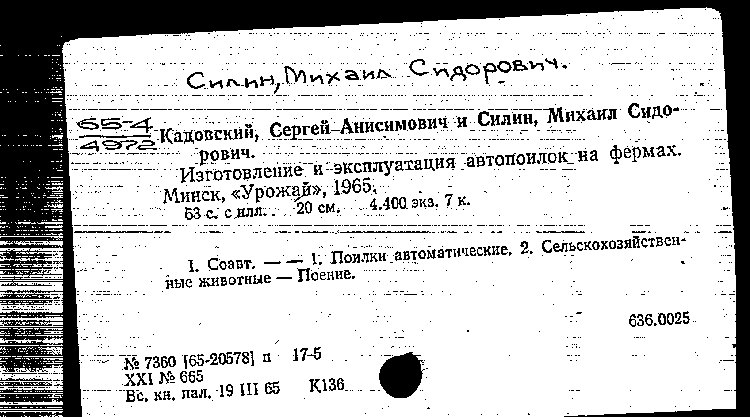 Силин, Михаил Сидорович.
65-4
4972
Кадовский, Сергей Анисимович и Силин, Михаил Сидо-
рович.
Изготовление и эксплуатация автопоилок на фермах.
Минск, «Урожай», 1965.
63 с. с илл. 20 см. 4.400 экз. 7 к.
I. Соавт. — — 1. Поилки автоматические. 2. Сельскохозяйствен-
ные животные — Поение.
636.0025
№ 7360 [65-20578] п 17-5
XXI № 665
Вс. кн. пал. 19 III 65 К136